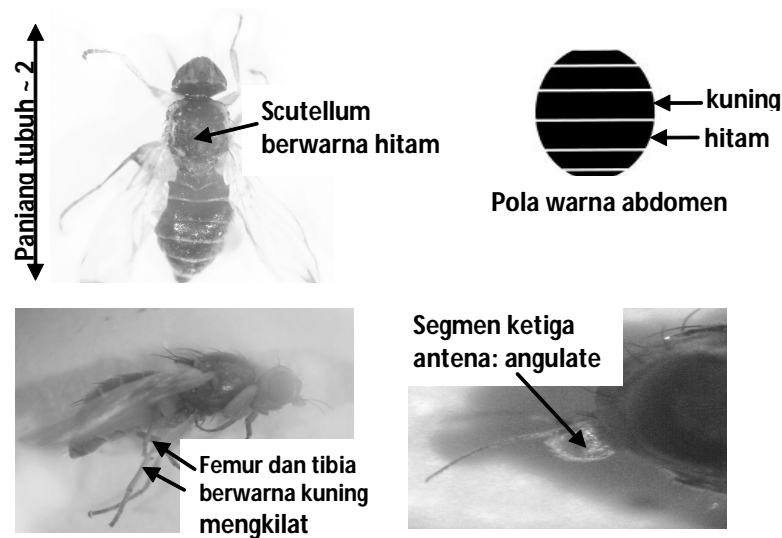 Panjang tubuh ~ 2
Scutellum
berwarna hitam
kuning
hitam
Pola warna abdomen
Femur dan tibia
berwarna kuning
mengkilat
Segmen ketiga
antena: angulate